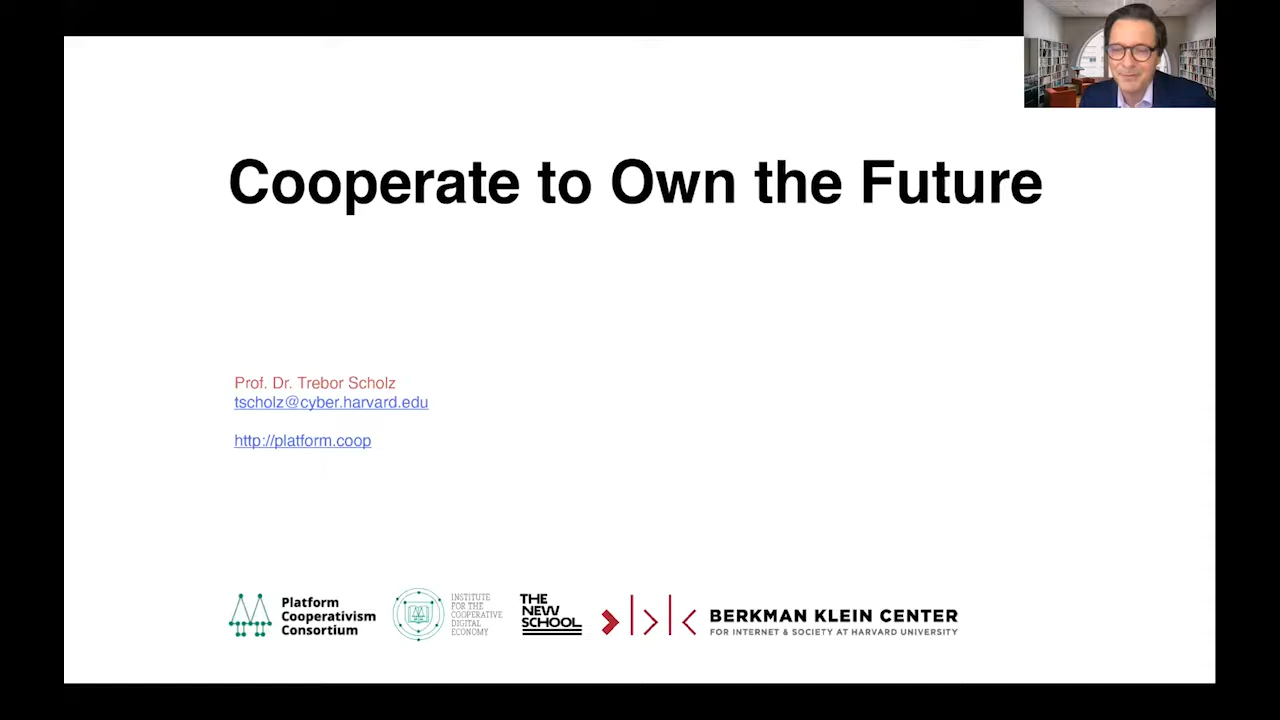 Cooperate to Own the Future
Prof. Dr. Trebor Scholz
tscholz@cyber.harvard.edu
http://platform.coop
Platform
Cooperativism
Consortium
INSTITUTE
FOR THE
COOPERATIVE
DIGITAL
ECONOMY
THE
NEW
SCHOOL
BERKMAN KLEIN CENTER
FOR INTERNET & SOCIETY AT HARVARD UNIVERSITY